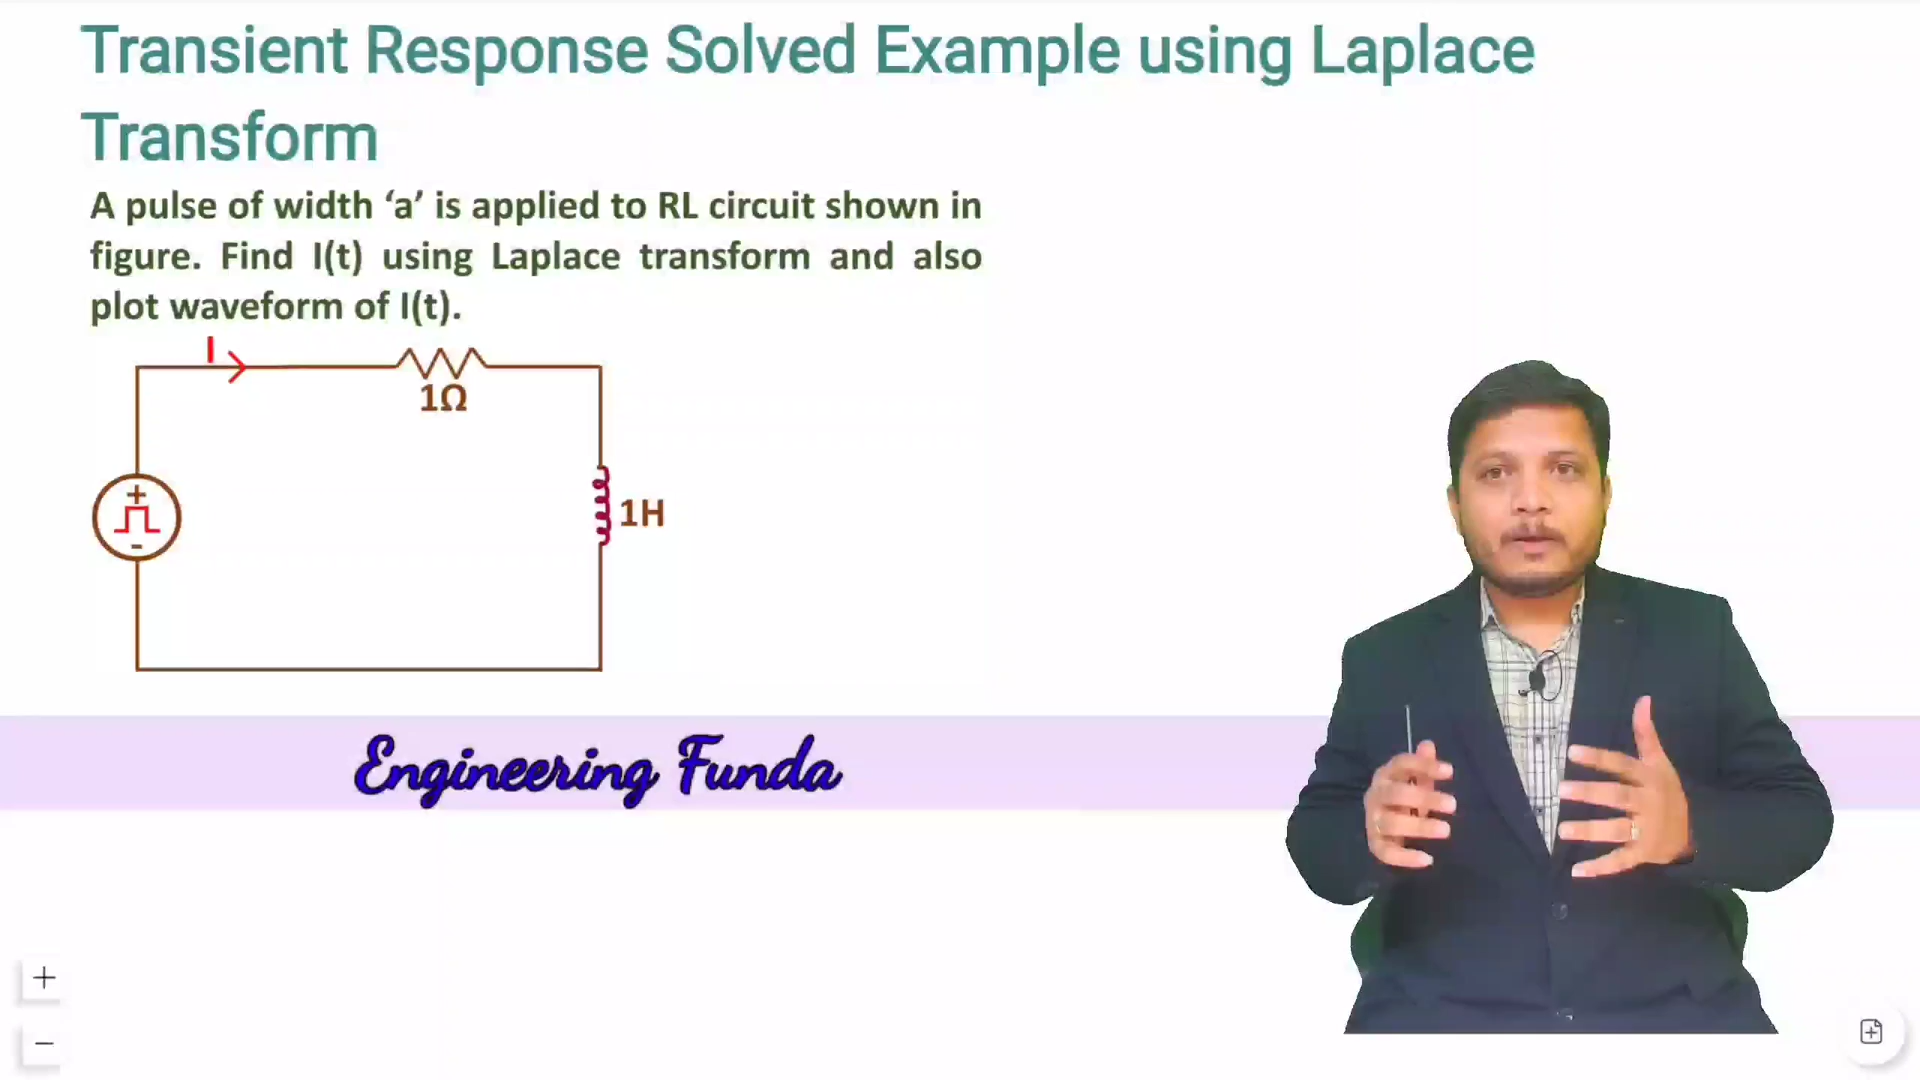 Transient Response Solved Example using Laplace
Transform
A pulse of width ‘a’ is applied to RL circuit shown in
figure. Find I(t) using Laplace transform and also
plot waveform of I(t).
I
1Ω
+
-
1H
Engineering Funda